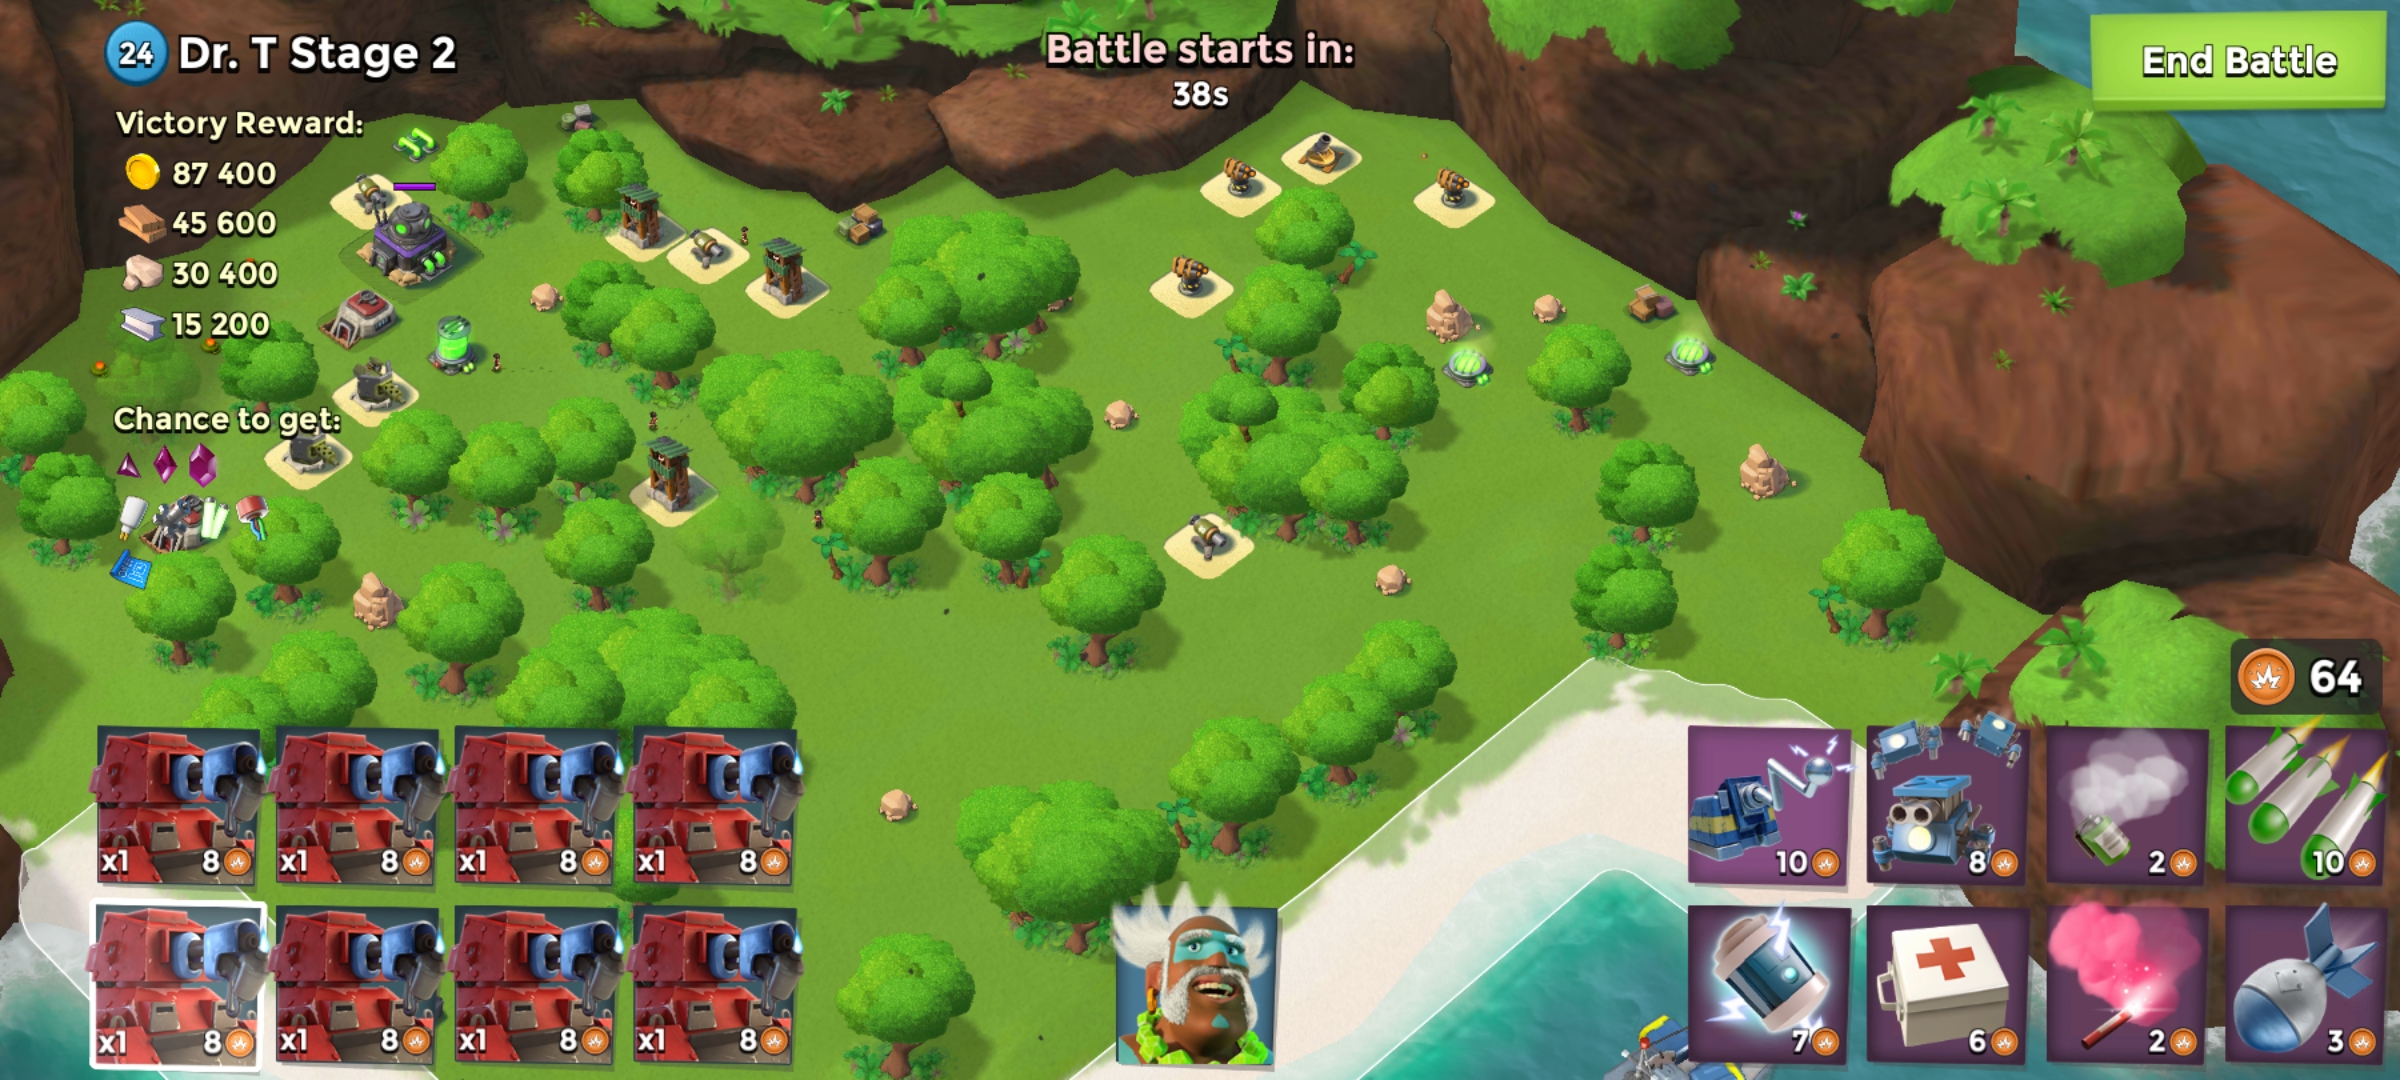 24 Dr. T Stage 2
Battle starts in:
38s
End Battle
Victory Reward:
87 400
45 600
30 400
15 200
Chance to get:
64
x1 8
x1 8
x1 8
x1 8
10
8
2
10
x1 8
x1 8
x1 8
x1 8
7
6
2
3